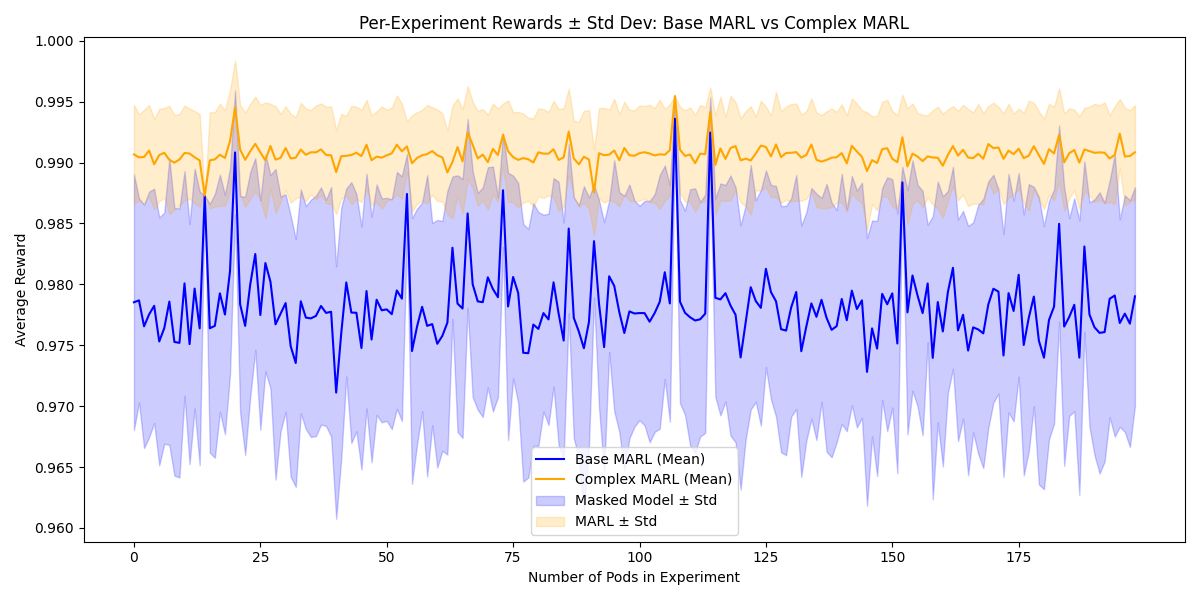 Per-Experiment Rewards ± Std Dev: Base MARL vs Complex MARL
1.000
0.995
0.990
0.985
0.980
0.975
0.970
0.965
0.960
Average Reward
Base MARL (Mean)
Complex MARL (Mean)
Masked Model ± Std
MARL ± Std
0 25 50 75 100 125 150 175
Number of Pods in Experiment